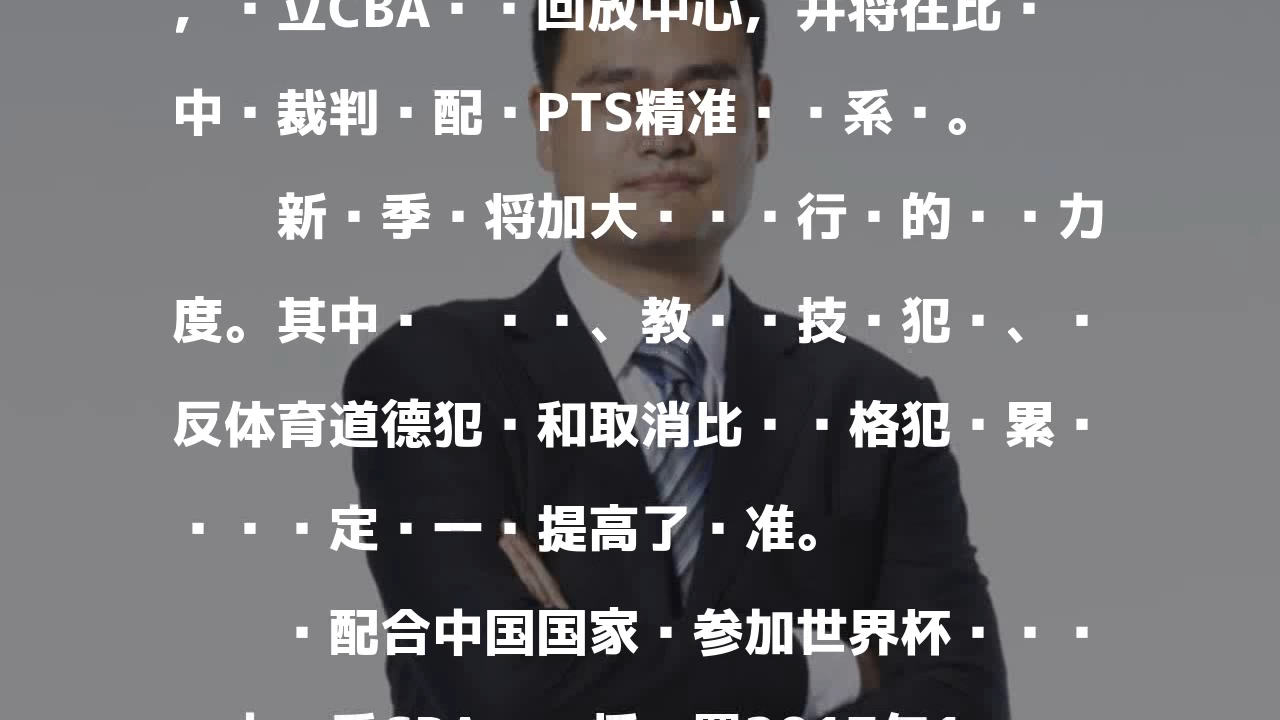 ，▪立CBA▪▪回放中心，并将在比▪
中▪裁判▪配▪PTS精准▪▪系▪。
新▪季▪将加大▪▪▪行▪的▪▪力
度。其中▪　▪▪、教▪▪技▪犯▪、▪
反体育道德犯▪和取消比▪▪格犯▪累▪
▪▪▪定▪一▪提高了▪准。
▪配合中国国家▪参加世界杯▪▪▪